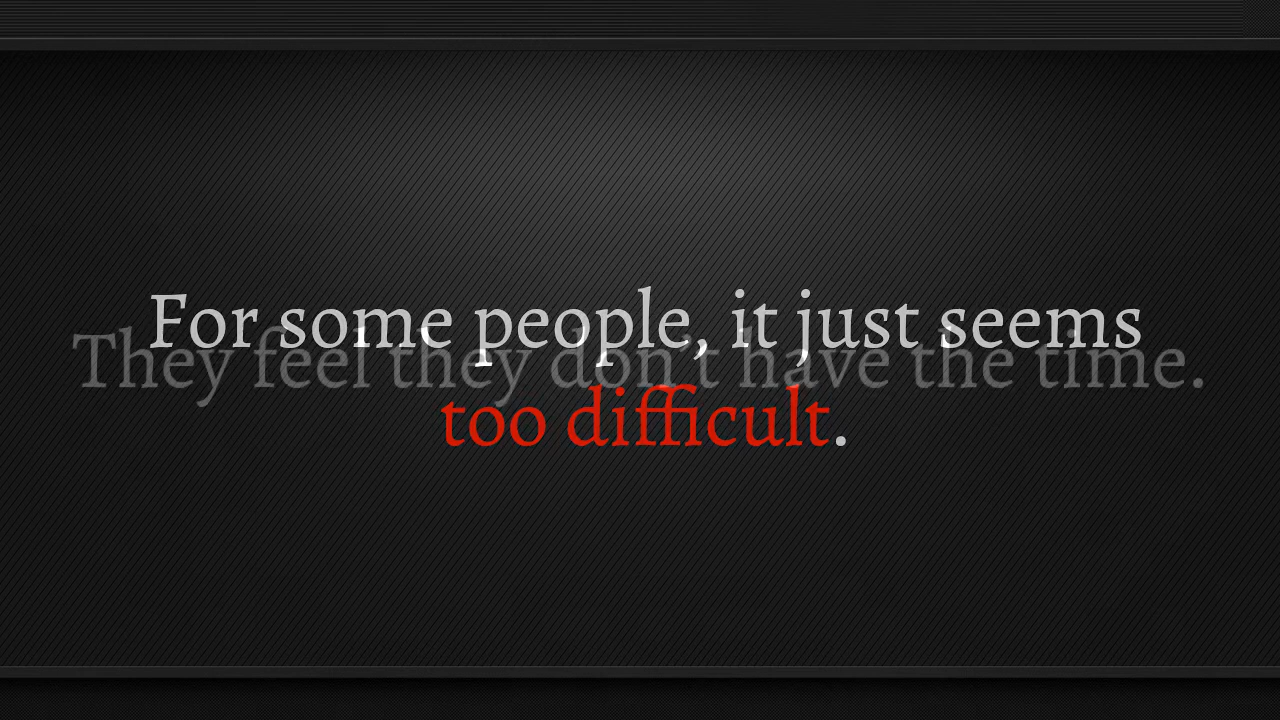 For some people, it just seems
They feel they don't have the time.
too difficult.